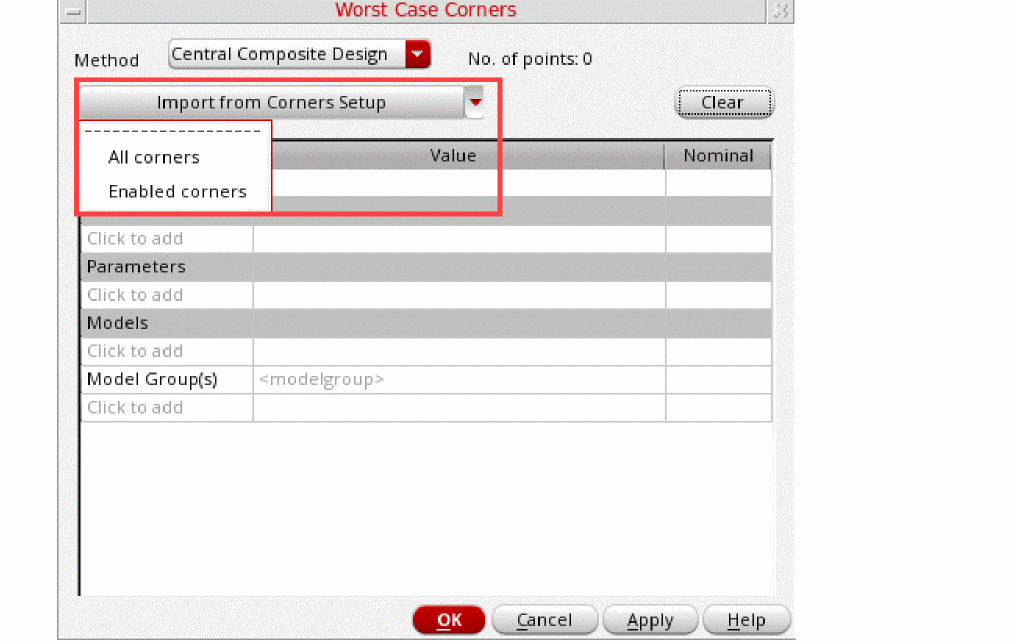 Worst Case Corners
Method Central Composite Design No. of points: 0
Import from Corners Setup Clear
All corners
Value Nominal
Enabled corners
Click to add
Parameters
Click to add
Models
Click to add
Model Group(s) <modelgroup>
Click to add
OK Cancel Apply Help